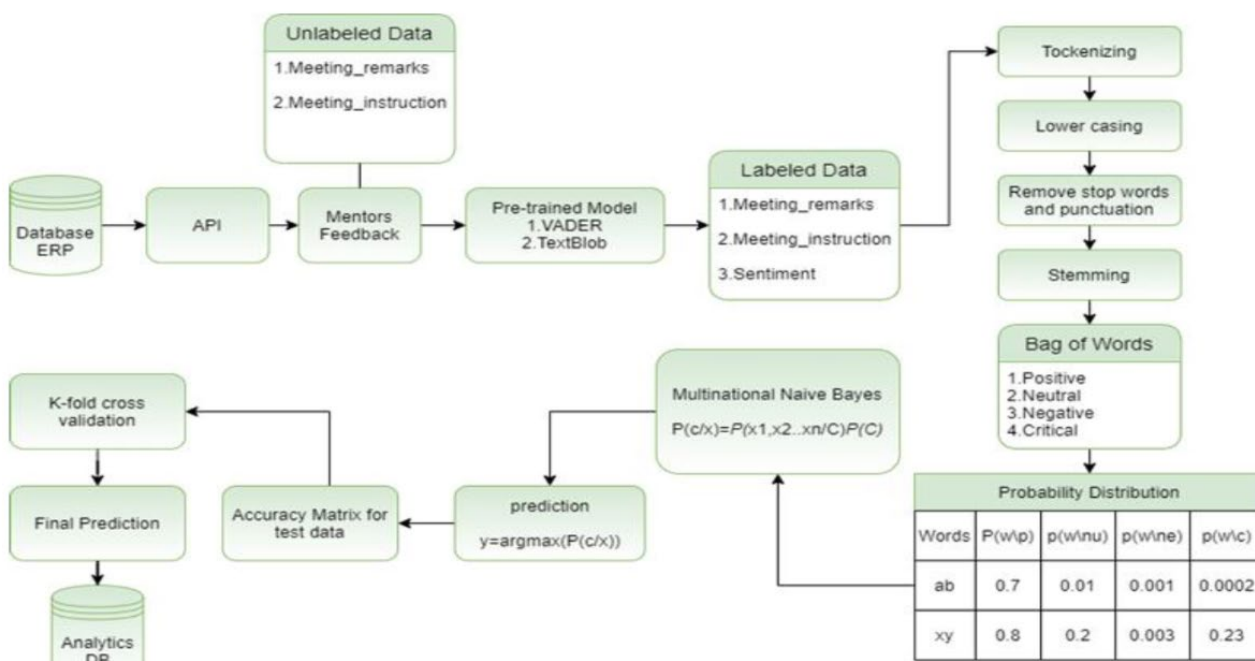 Unlabeled Data
1.Meeting_remarks
2.Meeting_instruction
Database
ERP
API
Mentors
Feedback
Pre-trained Model
1.VADER
2.TextBlob
Labeled Data
1.Meeting_remarks
2.Meeting_instruction
3.Sentiment
Tockenizing
Lower casing
Remove stop words
and punctuation
Stemming
Bag of Words
1.Positive
2.Neutral
3.Negative
4.Critical
Probability Distribution
Words P(w\p) p(w\nu) p(w\ne) p(w\c)
ab 0.7 0.01 0.001 0.0002
xy 0.8 0.2 0.003 0.23
Multinational Naive Bayes
P(c/x)=P(x1,x2..xn/C)P(C)
prediction
y=argmax(P(c/x))
Accuracy Matrix for
test data
K-fold cross
validation
Final Prediction
Analytics
DB